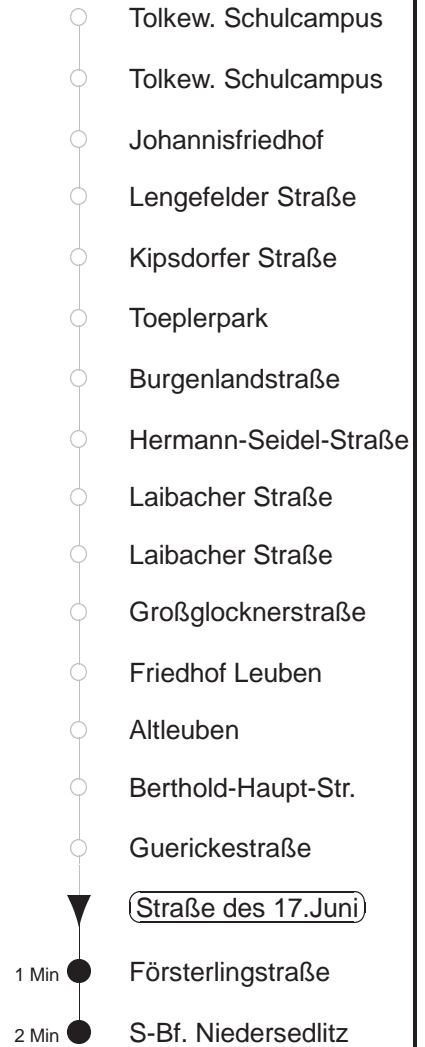 Tolkew. Schulcampus
Tolkew. Schulcampus
Johannisfriedhof
Lengefelder Straße
Kipsdorfer Straße
Toeplerpark
Burgenlandstraße
Hermann-Seidel-Straße
Laibacher Straße
Laibacher Straße
Großglocknerstraße
Friedhof Leuben
Altleuben
Berthold-Haupt-Str.
Guerickestraße
Straße des 17.Juni
1 Min Försterlingstraße
2 Min S-Bf. Niedersedlitz